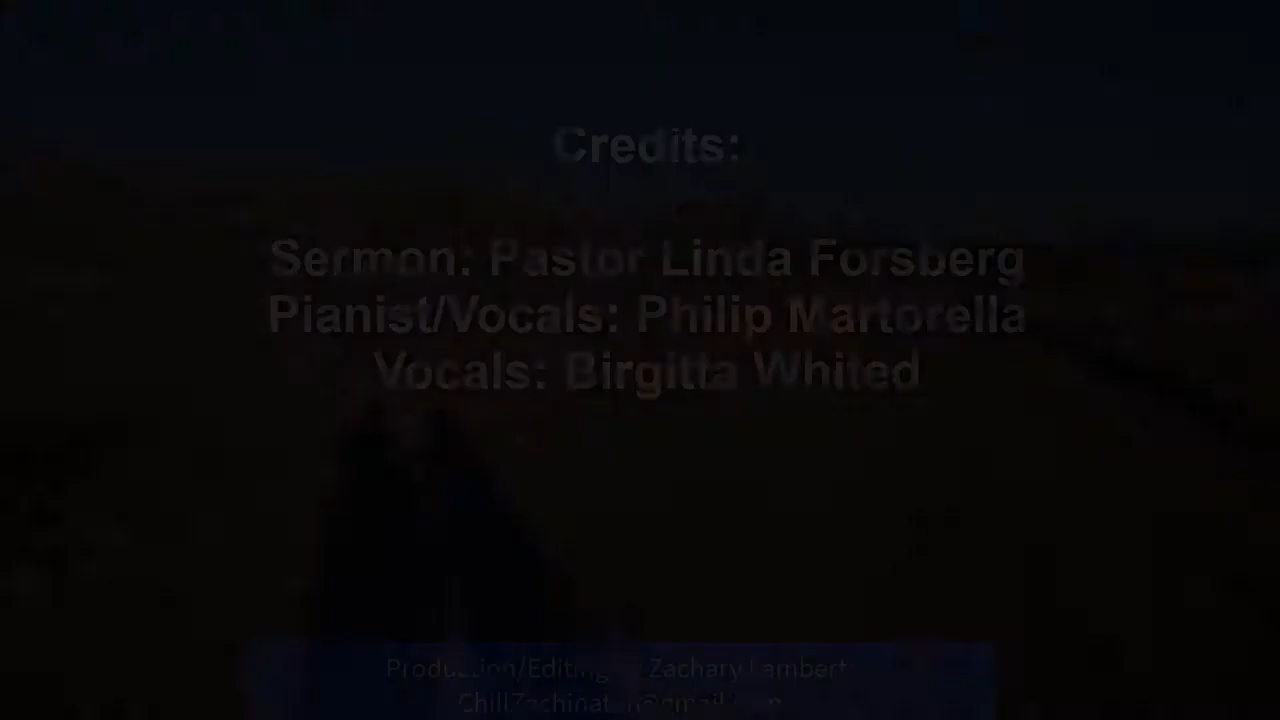 Credits:
Sermon: Pastor Linda Forsberg
Pianist/Vocals: Philip Martorella
Vocals: Birgitta Whited
Production/Editing Zachary Lambert